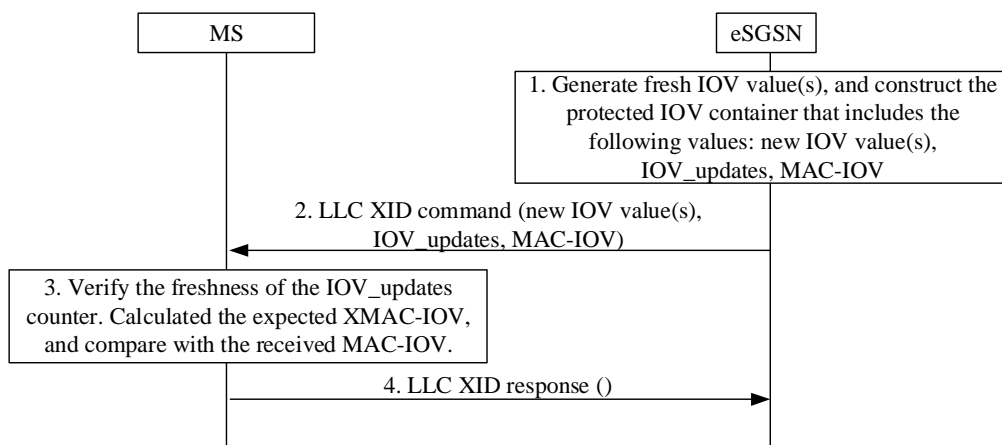 MS
eSGSN
1. Generate fresh IOV value(s), and construct the
protected IOV container that includes the
following values: new IOV value(s),
IOV_updates, MAC-IOV
2. LLC XID command (new IOV value(s),
IOV_updates, MAC-IOV)
3. Verify the freshness of the IOV_updates
counter. Calculated the expected XMAC-IOV,
and compare with the received MAC-IOV.
4. LLC XID response ()